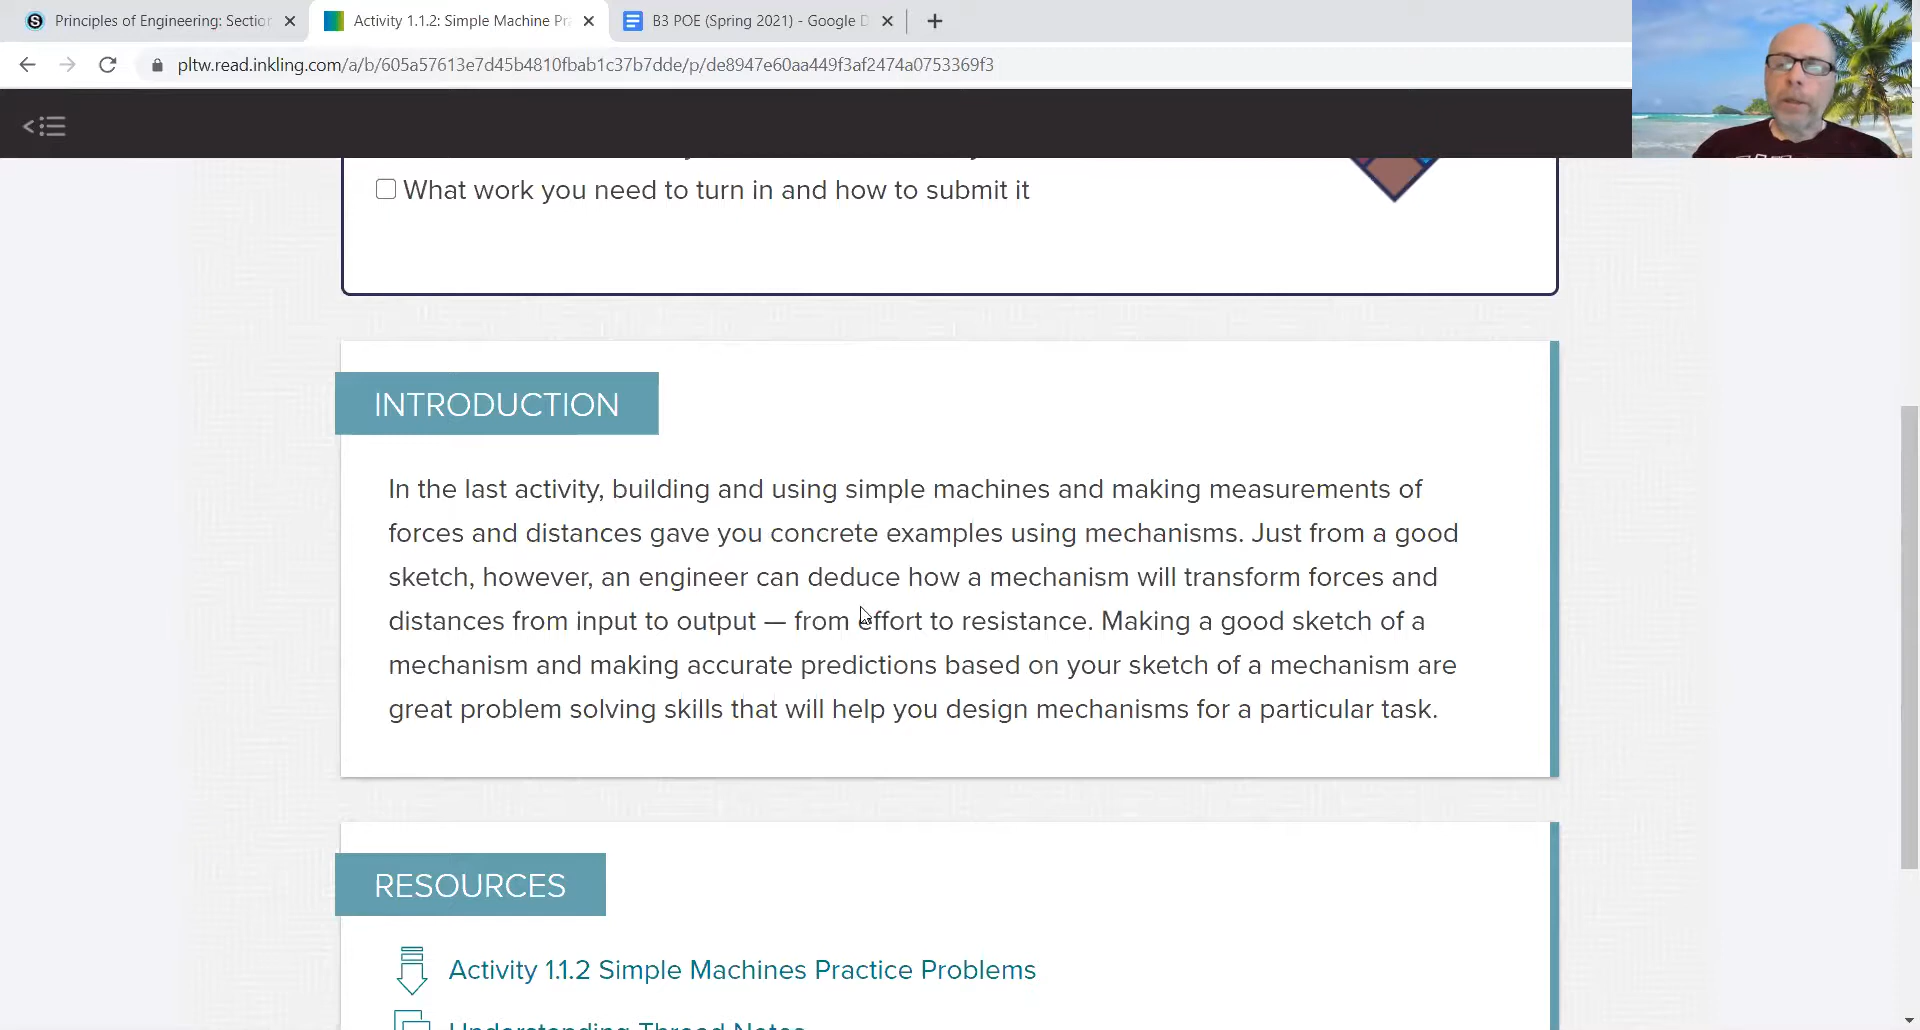 Principles of Engineering: Section
Activity 1.1.2: Simple Machine Pr
B3 POE (Spring 2021) - Google D
pltw.read.inkling.com/a/b/605a57613e7d45b4810fbab1c37b7dde/p/de8947e60aa449f3af2474a0753369f3
What work you need to turn in and how to submit it
INTRODUCTION
In the last activity, building and using simple machines and making measurements of
forces and distances gave you concrete examples using mechanisms. Just from a good
sketch, however, an engineer can deduce how a mechanism will transform forces and
distances from input to output — from effort to resistance. Making a good sketch of a
mechanism and making accurate predictions based on your sketch of a mechanism are
great problem solving skills that will help you design mechanisms for a particular task.
RESOURCES
Activity 1.1.2 Simple Machines Practice Problems
Understanding Thread Notes